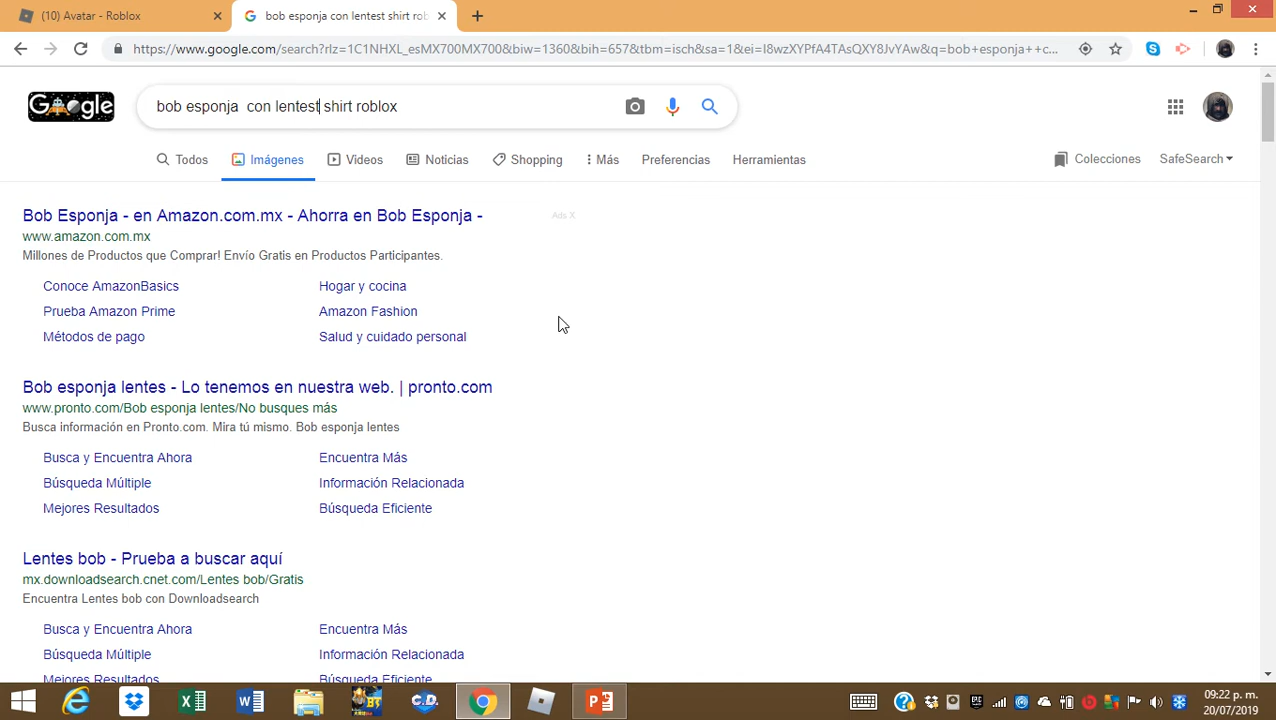 (10) Avatar - Roblox
bob esponja con lentest shirt rob
https://www.google.com/search?rlz=1C1NHXL_esMX700MX700&biw=1360&bih=657&tbm=isch&sa=1&ei=I8wzXYPfA4TAsQXY8JvYAw&q=bob+esponja++c...
Google
bob esponja  con lentest shirt roblox
Todos
Imágenes
Videos
Noticias
Shopping
Más
Preferencias
Herramientas
Colecciones
SafeSearch
Bob Esponja - en Amazon.com.mx - Ahorra en Bob Esponja -
Ads X
www.amazon.com.mx
Millones de Productos que Comprar! Envío Gratis en Productos Participantes.
Conoce AmazonBasics
Hogar y cocina
Prueba Amazon Prime
Amazon Fashion
Métodos de pago
Salud y cuidado personal
Bob esponja lentes - Lo tenemos en nuestra web. | pronto.com
www.pronto.com/Bob esponja lentes/No busques más
Busca información en Pronto.com. Mira tú mismo. Bob esponja lentes
Busca y Encuentra Ahora
Encuentra Más
Búsqueda Múltiple
Información Relacionada
Mejores Resultados
Búsqueda Eficiente
Lentes bob - Prueba a buscar aquí
mx.downloadsearch.cnet.com/Lentes bob/Gratis
Encuentra Lentes bob con Downloadsearch
Busca y Encuentra Ahora
Encuentra Más
Búsqueda Múltiple
Información Relacionada
Mejores Resultados
Búsqueda Eficiente
C.D.
09:22 p. m.
20/07/2019